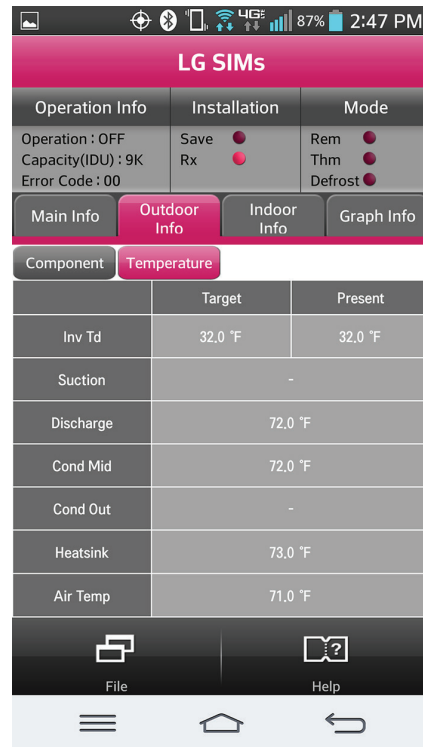 4G
87% 2:47 PM
LG SIMs
Operation Info Installation Mode
Operation : OFF Save Rem
Capacity(IDU) : 9K Rx Thm
Error Code : 00 Defrost
Main Info Outdoor Info Indoor Info Graph Info
Component Temperature
Target Present
Inv Td 32.0 °F 32.0 °F
Suction -
Discharge 72.0 °F
Cond Mid 72.0 °F
Cond Out -
Heatsink 73.0 °F
Air Temp 71.0 °F
?
File Help